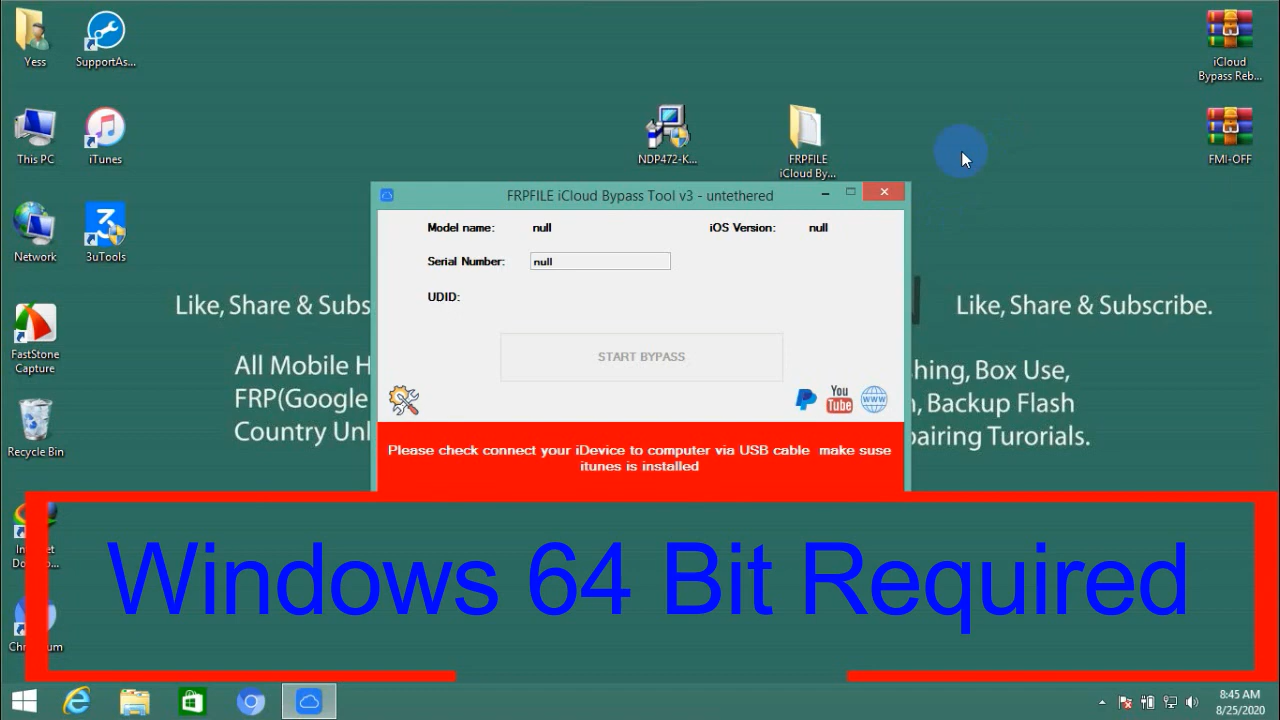 Yess
SupportAs...
iCloud
Bypass Reb...
This PC
iTunes
NDP472-K...
FRPFILE
iCloud By...
FMI-OFF
Network
3uTools
FRPFILE iCloud Bypass Tool v3 - untethered
Model name: null
iOS Version: null
Serial Number: null
UDID:
START BYPASS
You
Tube
WWW
Please check connect your iDevice to computer via USB cable make suse
itunes is installed
Like, Share & Subs
Like, Share & Subscribe.
FastStone
Capture
All Mobile H
FRP(Google
Country Unl
hing, Box Use,
, Backup Flash
pairing Turorials.
Recycle Bin
Windows 64 Bit Required
8:45 AM
8/25/2020